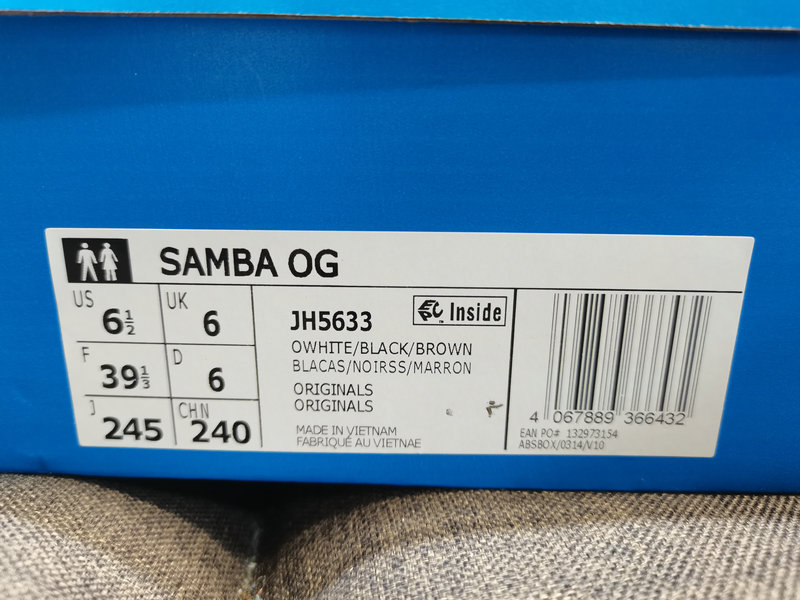 SAMBA OG
US 6½ UK 6
F 39⅓ D 6
J 245 CHN 240
JH5633
EPC Inside
™
OWHITE/BLACK/BROWN
BLACAS/NOIRSS/MARRON
ORIGINALS
ORIGINALS
MADE IN VIETNAM
FABRIQUÉ AU VIETNAE
4 067889 366432
EAN PO# 132973154
ABSBOX/0314/V10